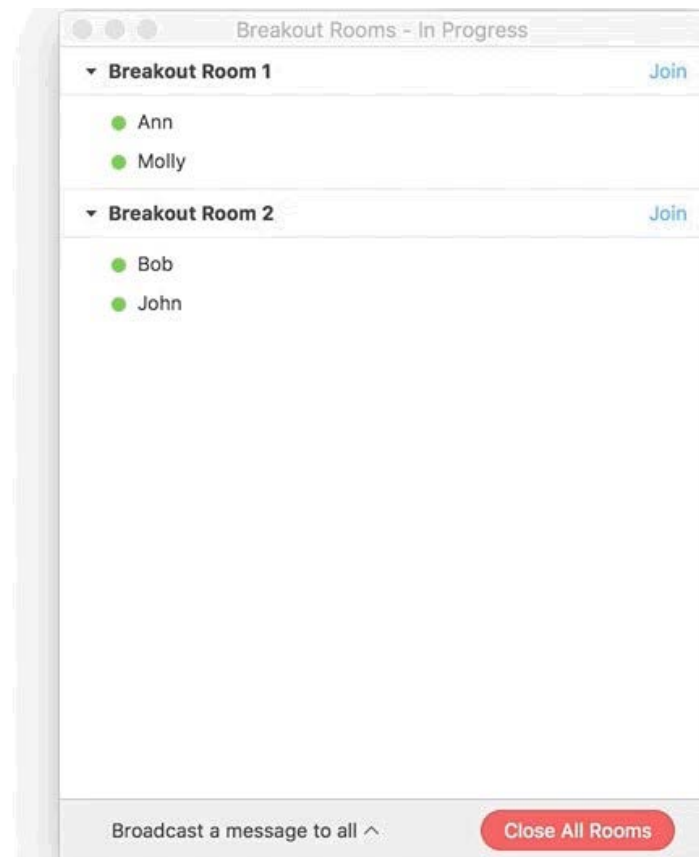 Breakout Rooms - In Progress
Breakout Room 1 Join
Ann
Molly
Breakout Room 2 Join
Bob
John
Broadcast a message to all Close All Rooms